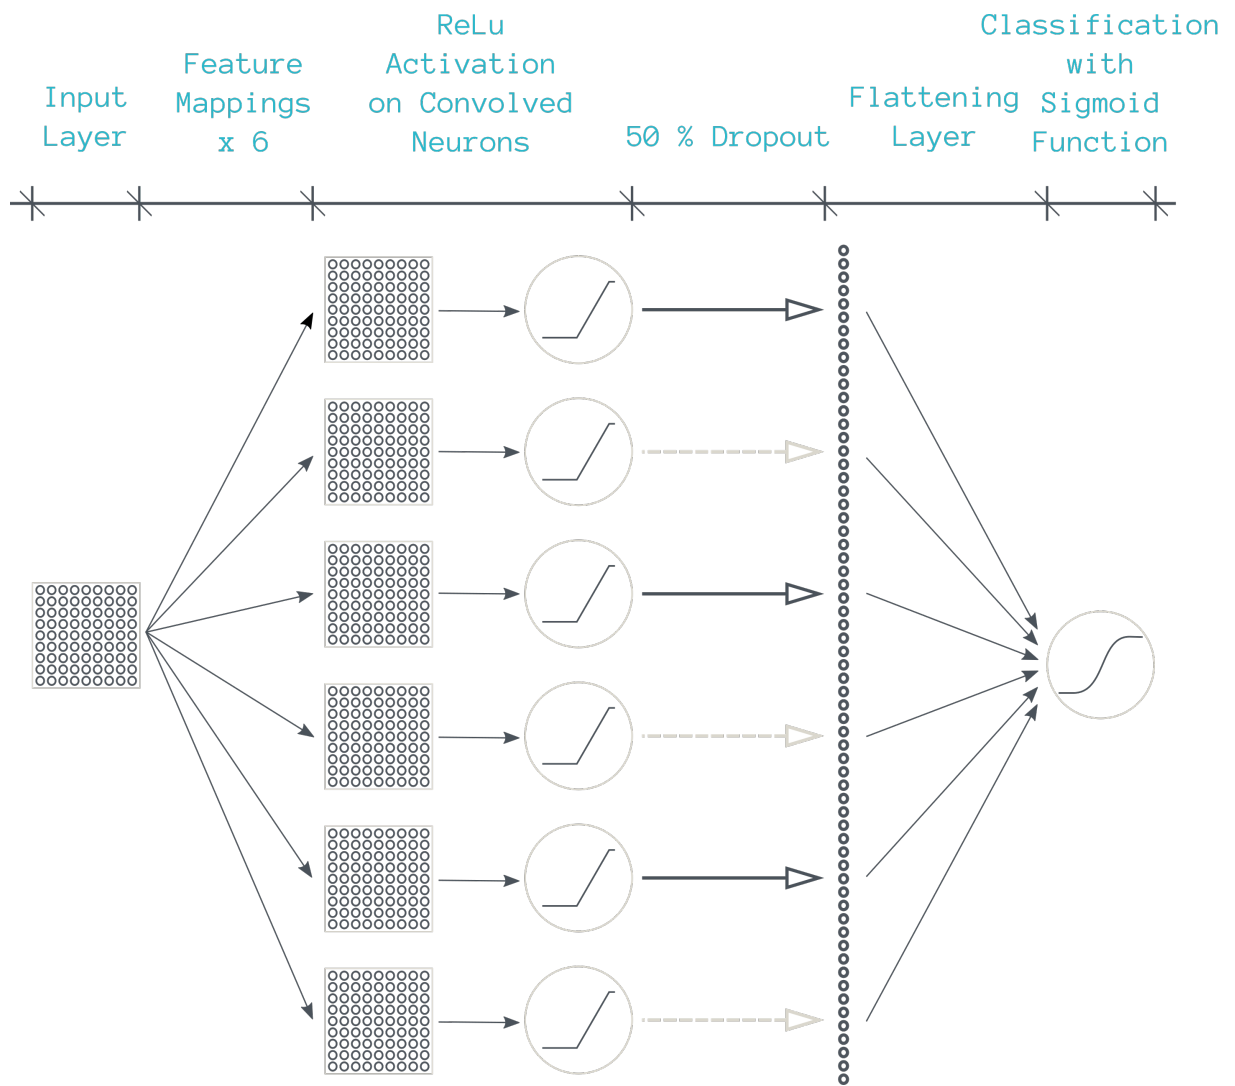 Input
Layer
Feature
Mappings
x 6
ReLu
Activation
on Convolved
Neurons
50 % Dropout
Flattening
Layer
Classification
with
Sigmoid
Function